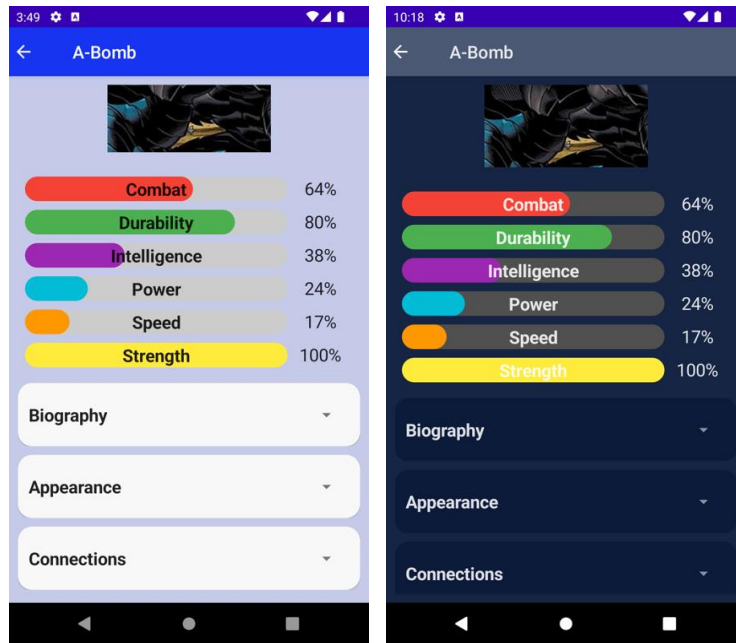 3:49
A-Bomb
Combat 64%
Durability 80%
Intelligence 38%
Power 24%
Speed 17%
Strength 100%
Biography
Appearance
Connections
10:18
A-Bomb
Combat 64%
Durability 80%
Intelligence 38%
Power 24%
Speed 17%
Strength 100%
Biography
Appearance
Connections